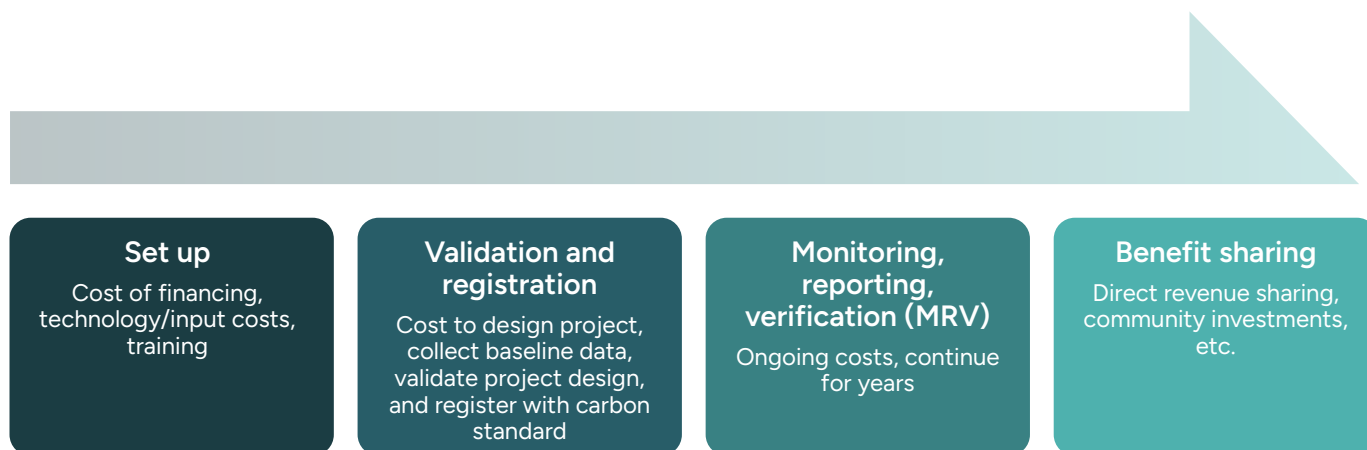 Set up
Cost of financing,
technology/input costs,
training
Validation and
registration
Cost to design project,
collect baseline data,
validate project design,
and register with carbon
standard
Monitoring,
reporting,
verification (MRV)
Ongoing costs, continue
for years
Benefit sharing
Direct revenue sharing,
community investments,
etc.